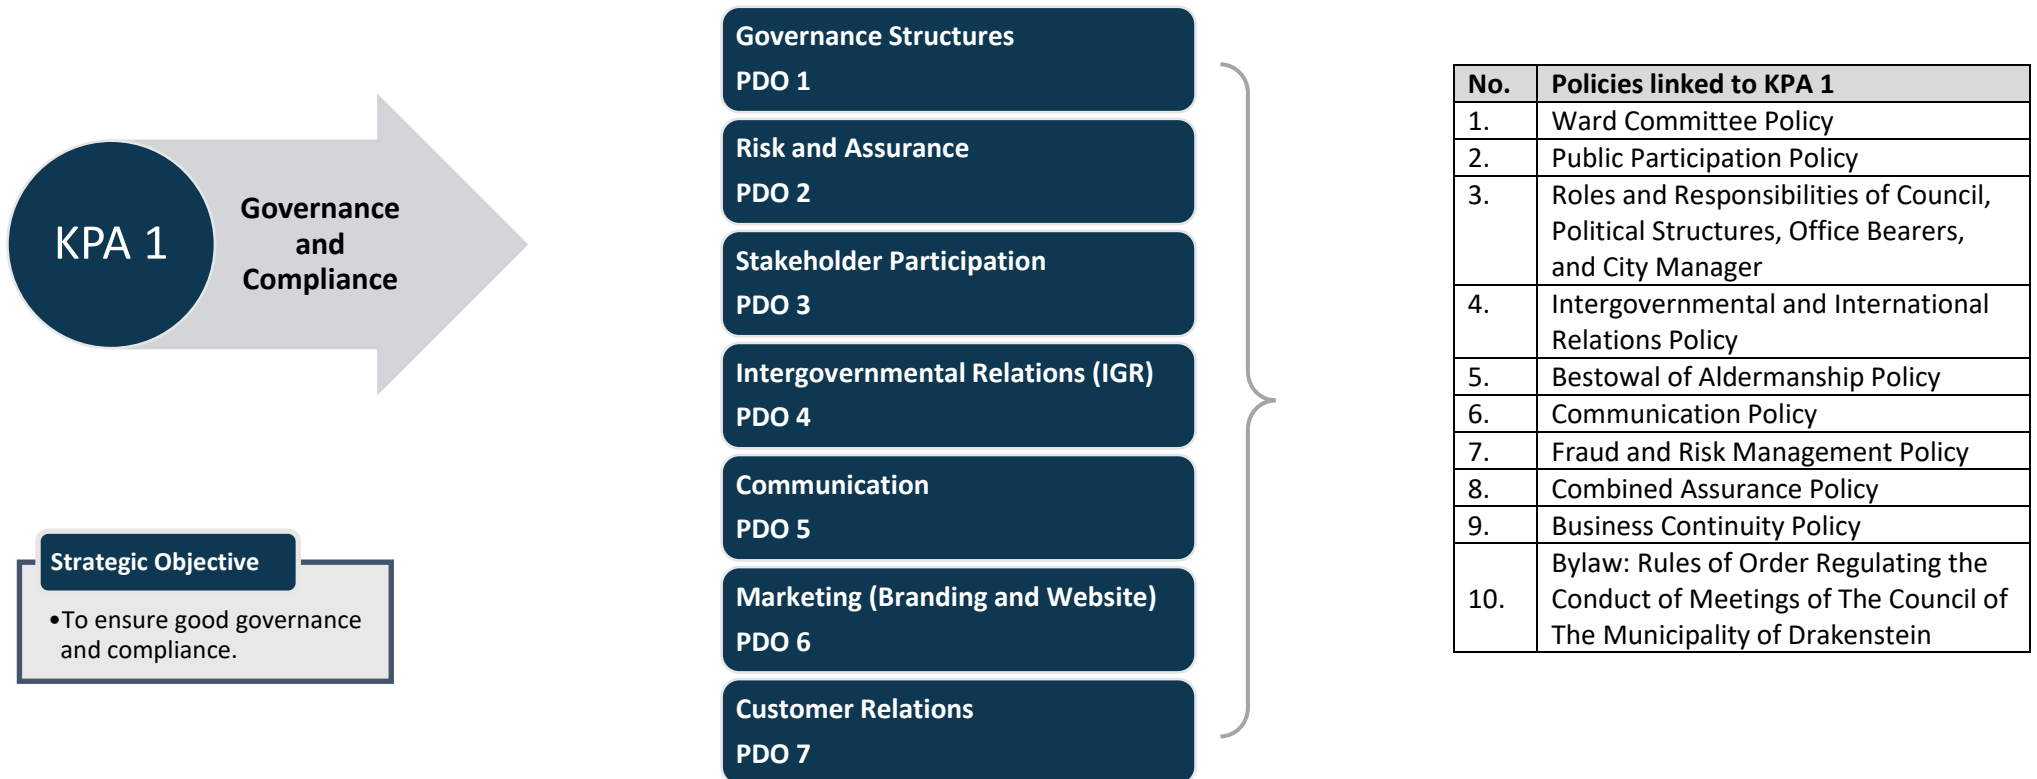 KPA 1
Governance
and
Compliance
Strategic Objective
•To ensure good governance
and compliance.
Governance Structures
PDO 1
Risk and Assurance
PDO 2
Stakeholder Participation
PDO 3
Intergovernmental Relations (IGR)
PDO 4
Communication
PDO 5
Marketing (Branding and Website)
PDO 6
Customer Relations
PDO 7
No. Policies linked to KPA 1
1. Ward Committee Policy
2. Public Participation Policy
3. Roles and Responsibilities of Council,
Political Structures, Office Bearers,
and City Manager
4. Intergovernmental and International
Relations Policy
5. Bestowal of Aldermanship Policy
6. Communication Policy
7. Fraud and Risk Management Policy
8. Combined Assurance Policy
9. Business Continuity Policy
Bylaw: Rules of Order Regulating the
10. Conduct of Meetings of The Council of
The Municipality of Drakenstein